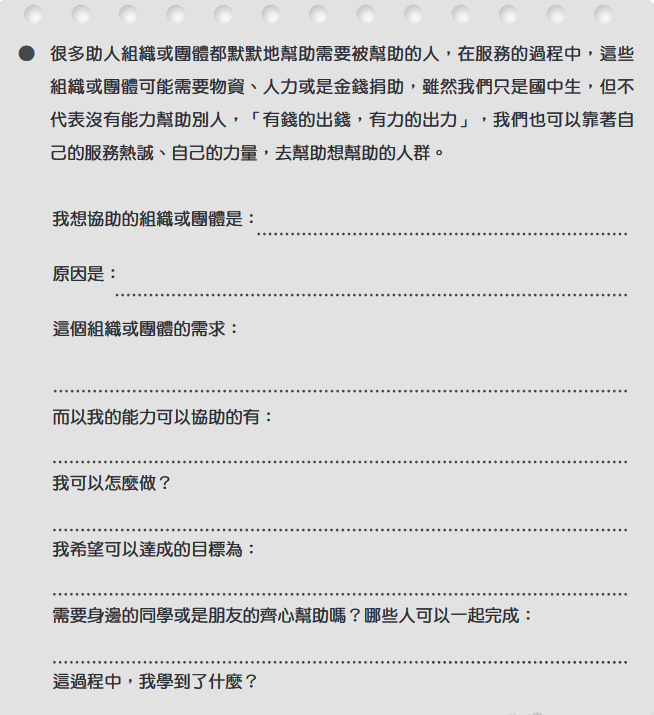 ● 很多助人組織或團體都默默地幫助需要被幫助的人，在服務的過程中，這些
組織或團體可能需要物資、人力或是金錢捐助，雖然我們只是國中生，但不
代表沒有能力幫助別人，「有錢的出錢，有力的出力」，我們也可以靠著自
己的服務熱誠、自己的力量，去幫助想幫助的人群。
我想協助的組織或團體是：
原因是：
這個組織或團體的需求：
而以我的能力可以協助的有：
我可以怎麼做？
我希望可以達成的目標為：
需要身邊的同學或是朋友的齊心幫助嗎？哪些人可以一起完成：
這過程中，我學到了什麼？